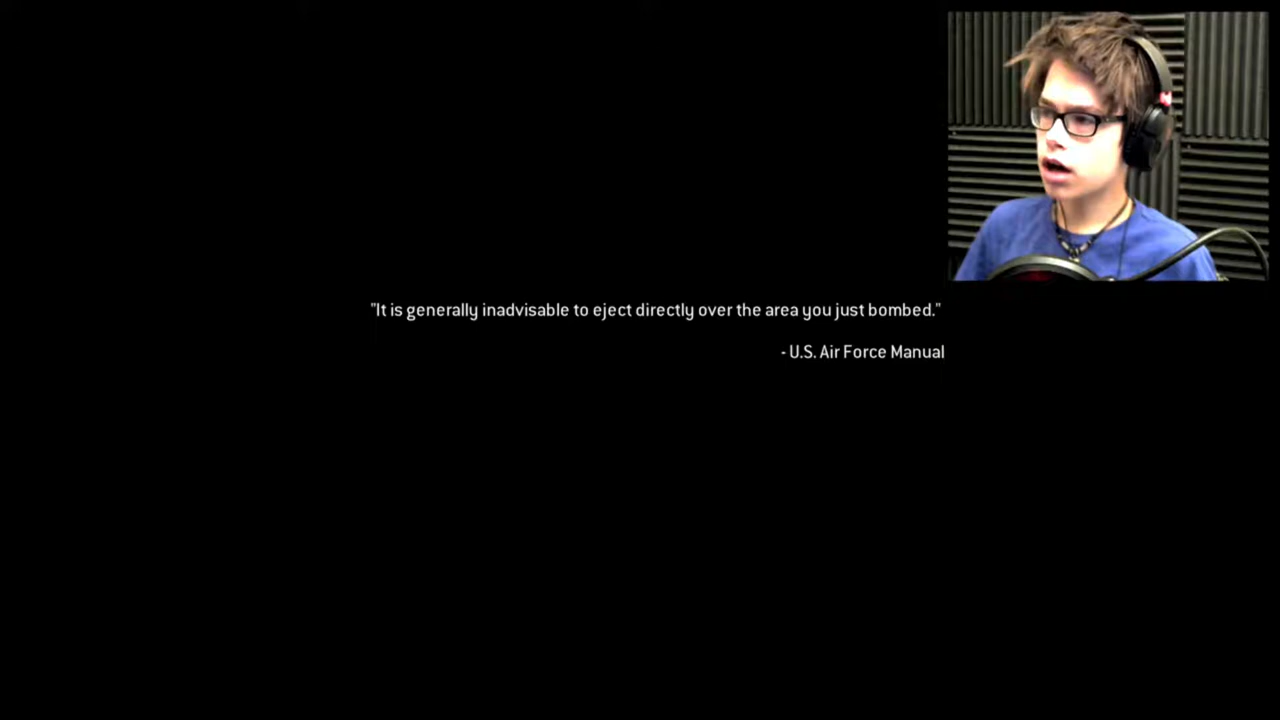 "It is generally inadvisable to eject directly over the area you just bombed."
- U.S. Air Force Manual